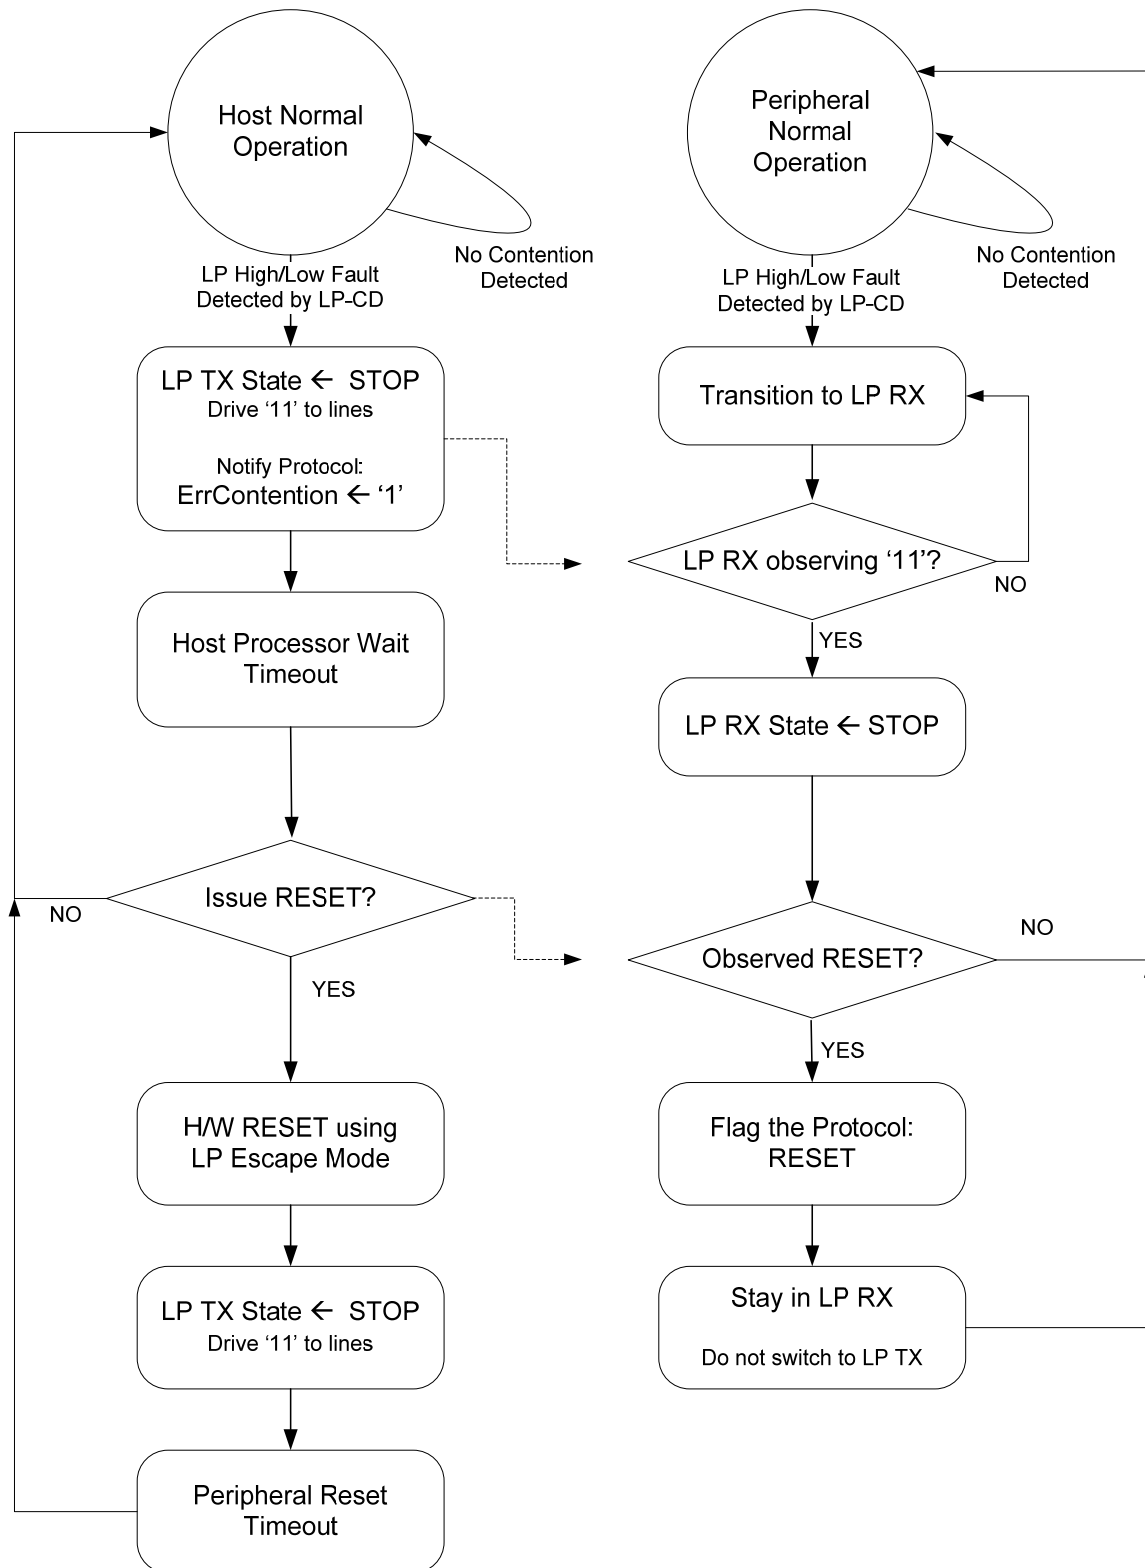 Host Normal
Operation
No Contention
Detected
LP High/Low Fault
Detected by LP-CD
LP TX State ← STOP
Drive ‘11’ to lines
Notify Protocol:
ErrContention ← ‘1’
Host Processor Wait
Timeout
Issue RESET?
NO
YES
H/W RESET using
LP Escape Mode
LP TX State ← STOP
Drive ‘11’ to lines
Peripheral Reset
Timeout
Peripheral
Normal
Operation
No Contention
Detected
LP High/Low Fault
Detected by LP-CD
Transition to LP RX
LP RX observing ‘11’?
NO
YES
LP RX State ← STOP
Observed RESET?
NO
YES
Flag the Protocol:
RESET
Stay in LP RX
Do not switch to LP TX